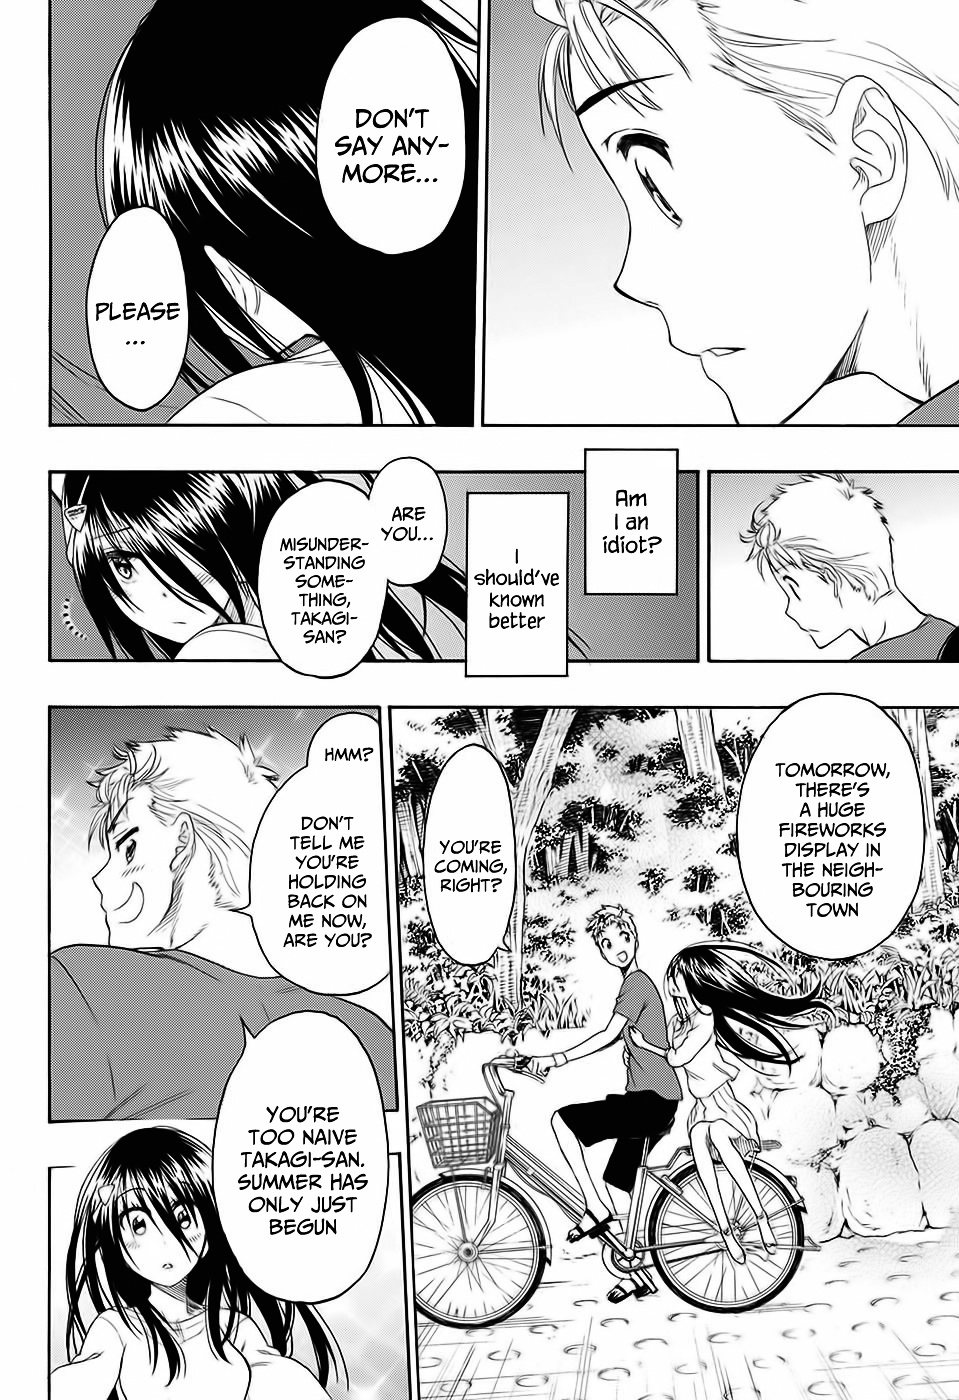 DON'T
SAY ANY-
MORE...
PLEASE
...
Am
I an
idiot?
I
should've
known
better
ARE
YOU...
MISUNDER-
STANDING
SOME-
THING,
TAKAGI-
SAN?
TOMORROW,
THERE'S
A HUGE
FIREWORKS
DISPLAY IN
THE NEIGH-
BOURING
TOWN
YOU'RE
COMING,
RIGHT?
HMM?
DON'T
TELL ME
YOU'RE
HOLDING
BACK ON
ME NOW,
ARE YOU?
YOU'RE
TOO NAIVE
TAKAGI-SAN.
SUMMER HAS
ONLY JUST
BEGUN